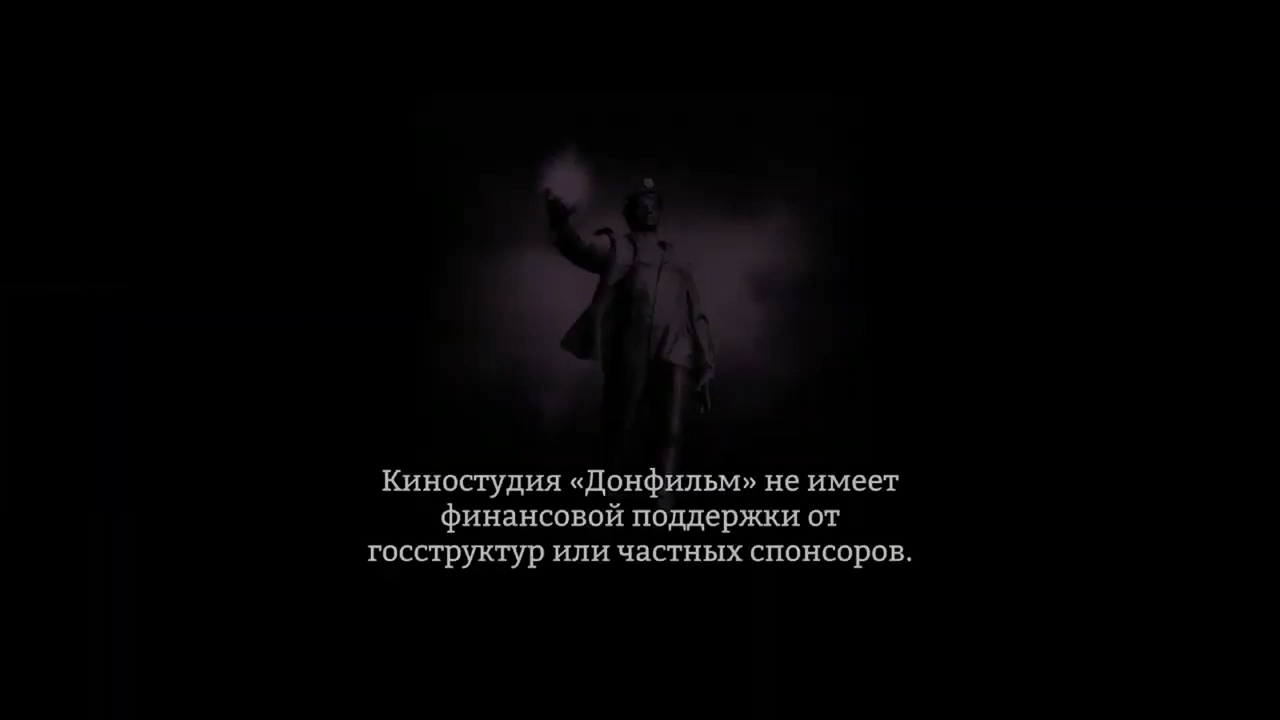 Киностудия «Донфильм» не имеет
финансовой поддержки от
госструктур или частных спонсоров.